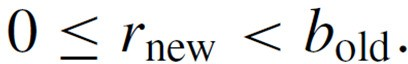 0 ≤ r_new < b_old.